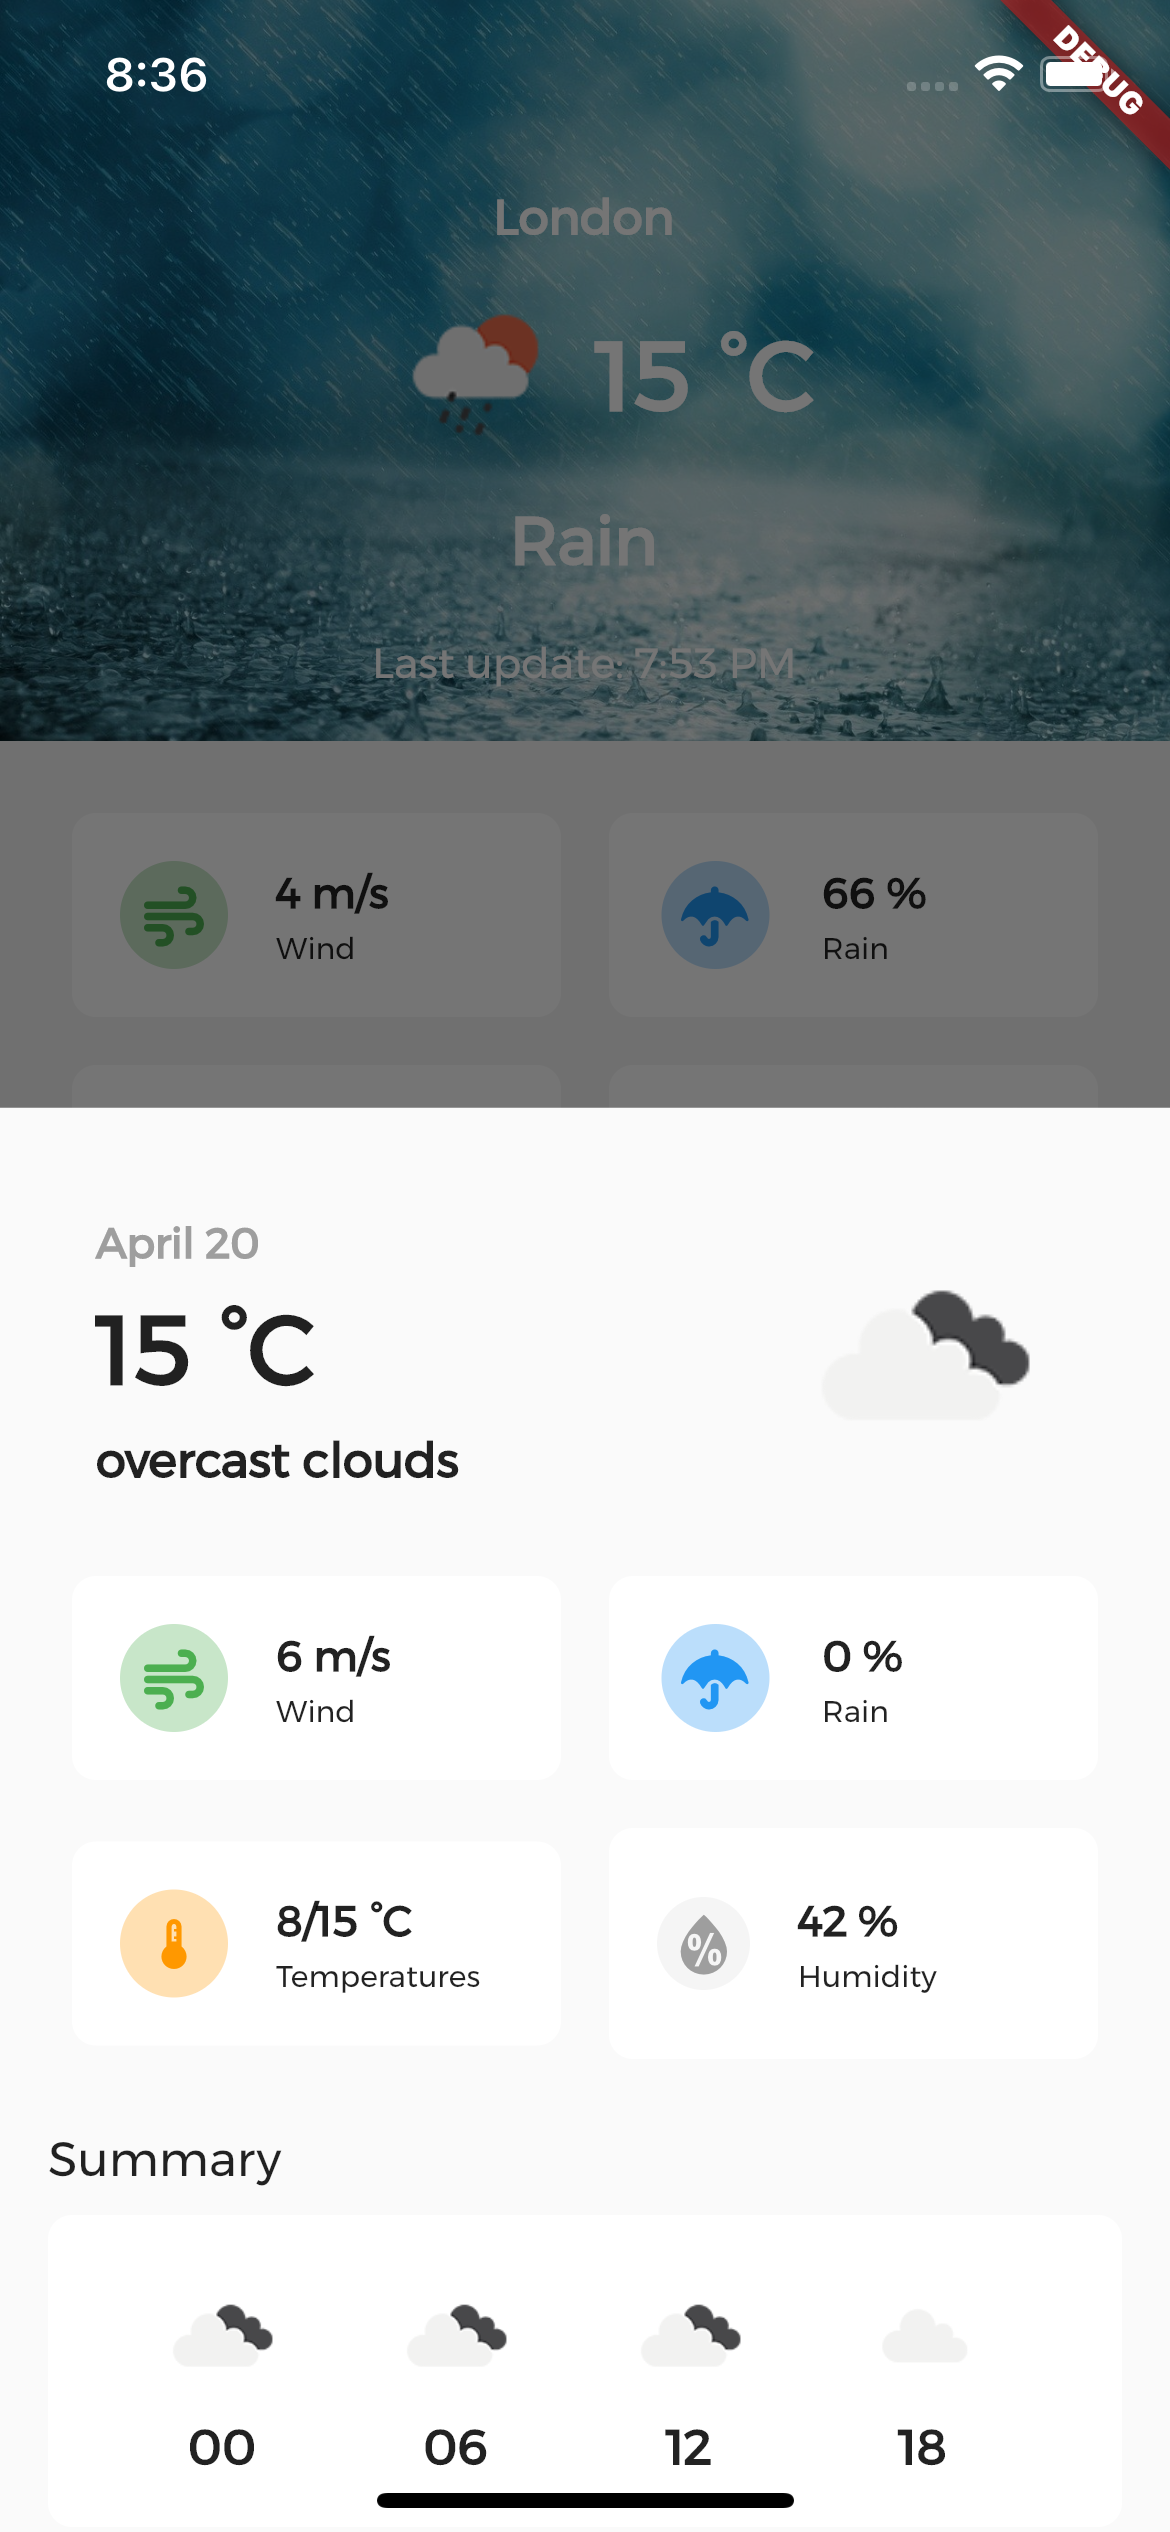 8:36
DEBUG
London
15 °C
Rain
Last update: 7:53 PM
4 m/s
Wind
66 %
Rain
April 20
15 °C
overcast clouds
6 m/s
Wind
0 %
Rain
8/15 °C
Temperatures
%
42 %
Humidity
Summary
00 06 12 18